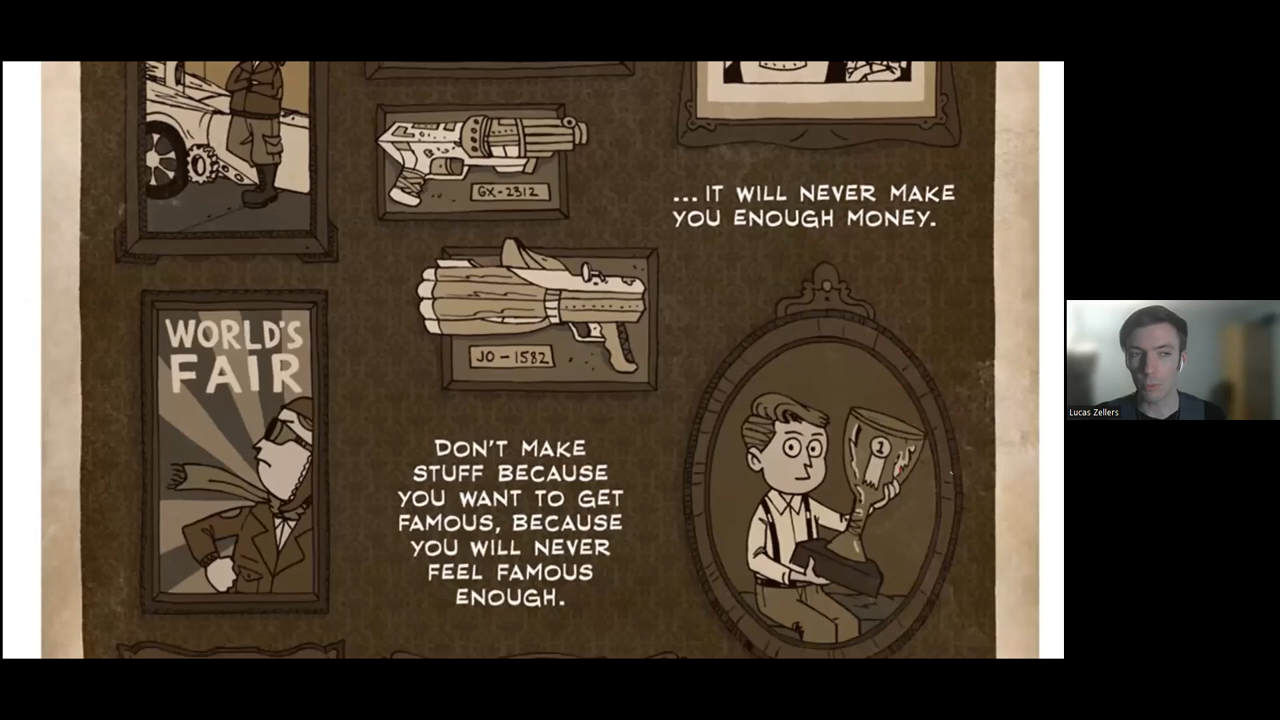 GX-2312
...IT WILL NEVER MAKE
YOU ENOUGH MONEY.
WORLD'S
FAIR
JO-1582
1
DON'T MAKE
STUFF BECAUSE
YOU WANT TO GET
FAMOUS, BECAUSE
YOU WILL NEVER
FEEL FAMOUS
ENOUGH.
Lucas Zellers